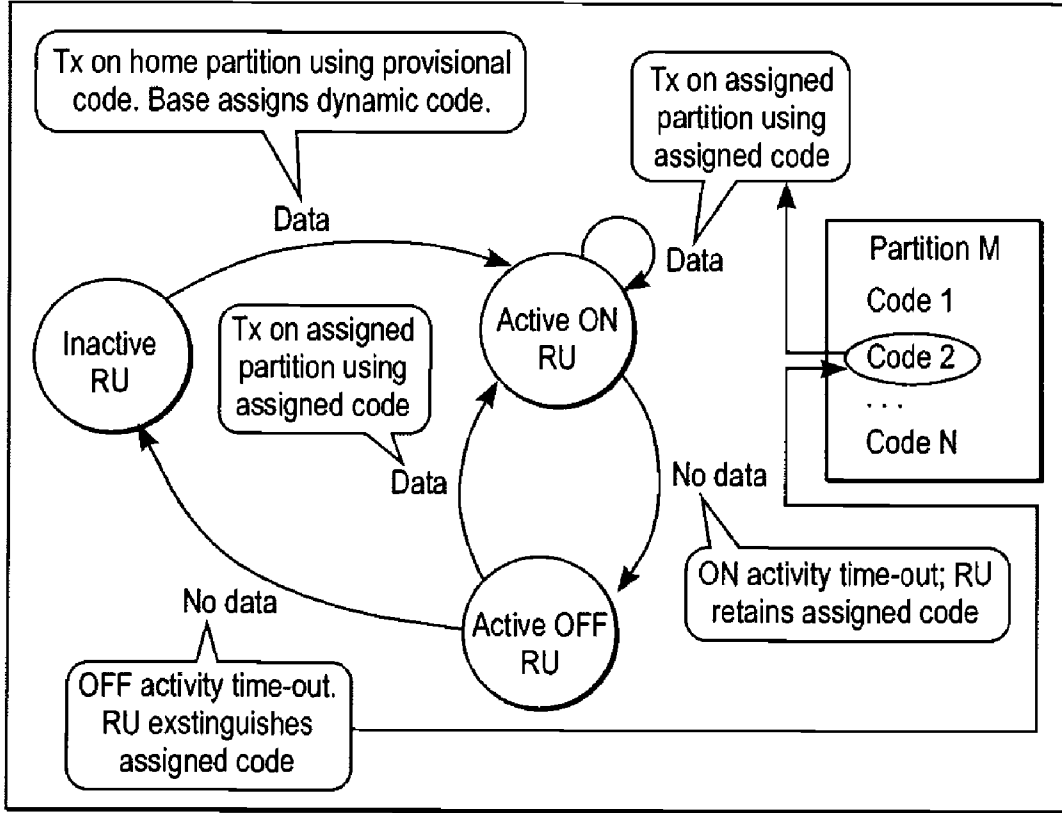 Tx on home partition using provisional
code. Base assigns dynamic code.
Data
Tx on assigned
partition using
assigned code
Data
Partition M
Code 1
Code 2
. . .
Code N
Inactive
RU
Active ON
RU
Tx on assigned
partition using
assigned code
Data
No data
ON activity time-out; RU
retains assigned code
Active OFF
RU
No data
OFF activity time-out.
RU exstinguishes
assigned code